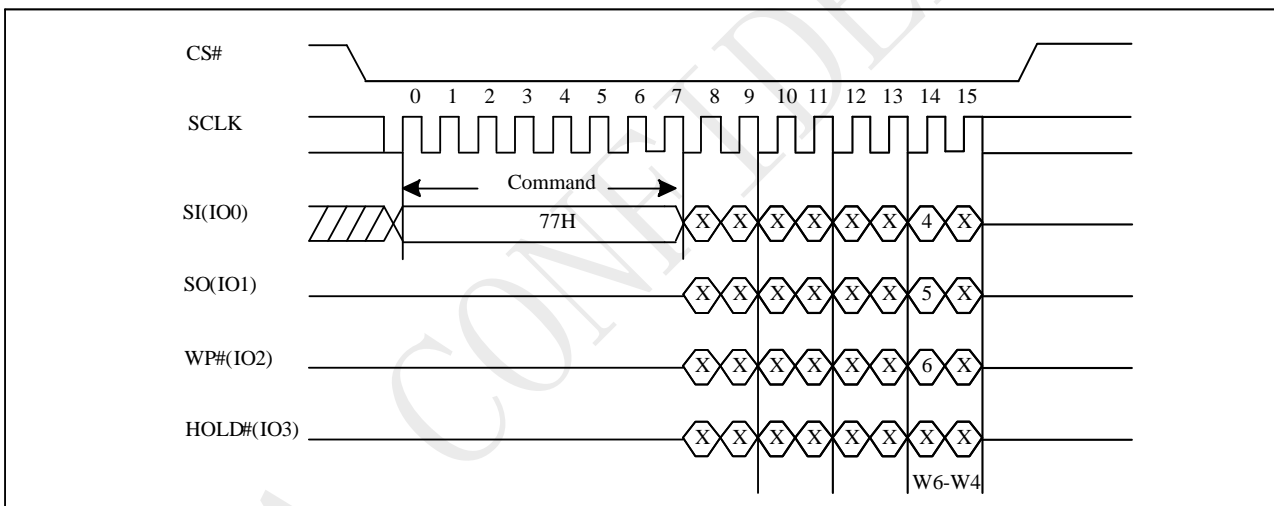 CS#
0 1 2 3 4 5 6 7 8 9 10 11 12 13 14 15
SCLK
Command
SI(IO0) 77H X X X X X X 4 X
SO(IO1) X X X X X X 5 X
WP#(IO2) X X X X X X 6 X
HOLD#(IO3) X X X X X X X X
W6-W4